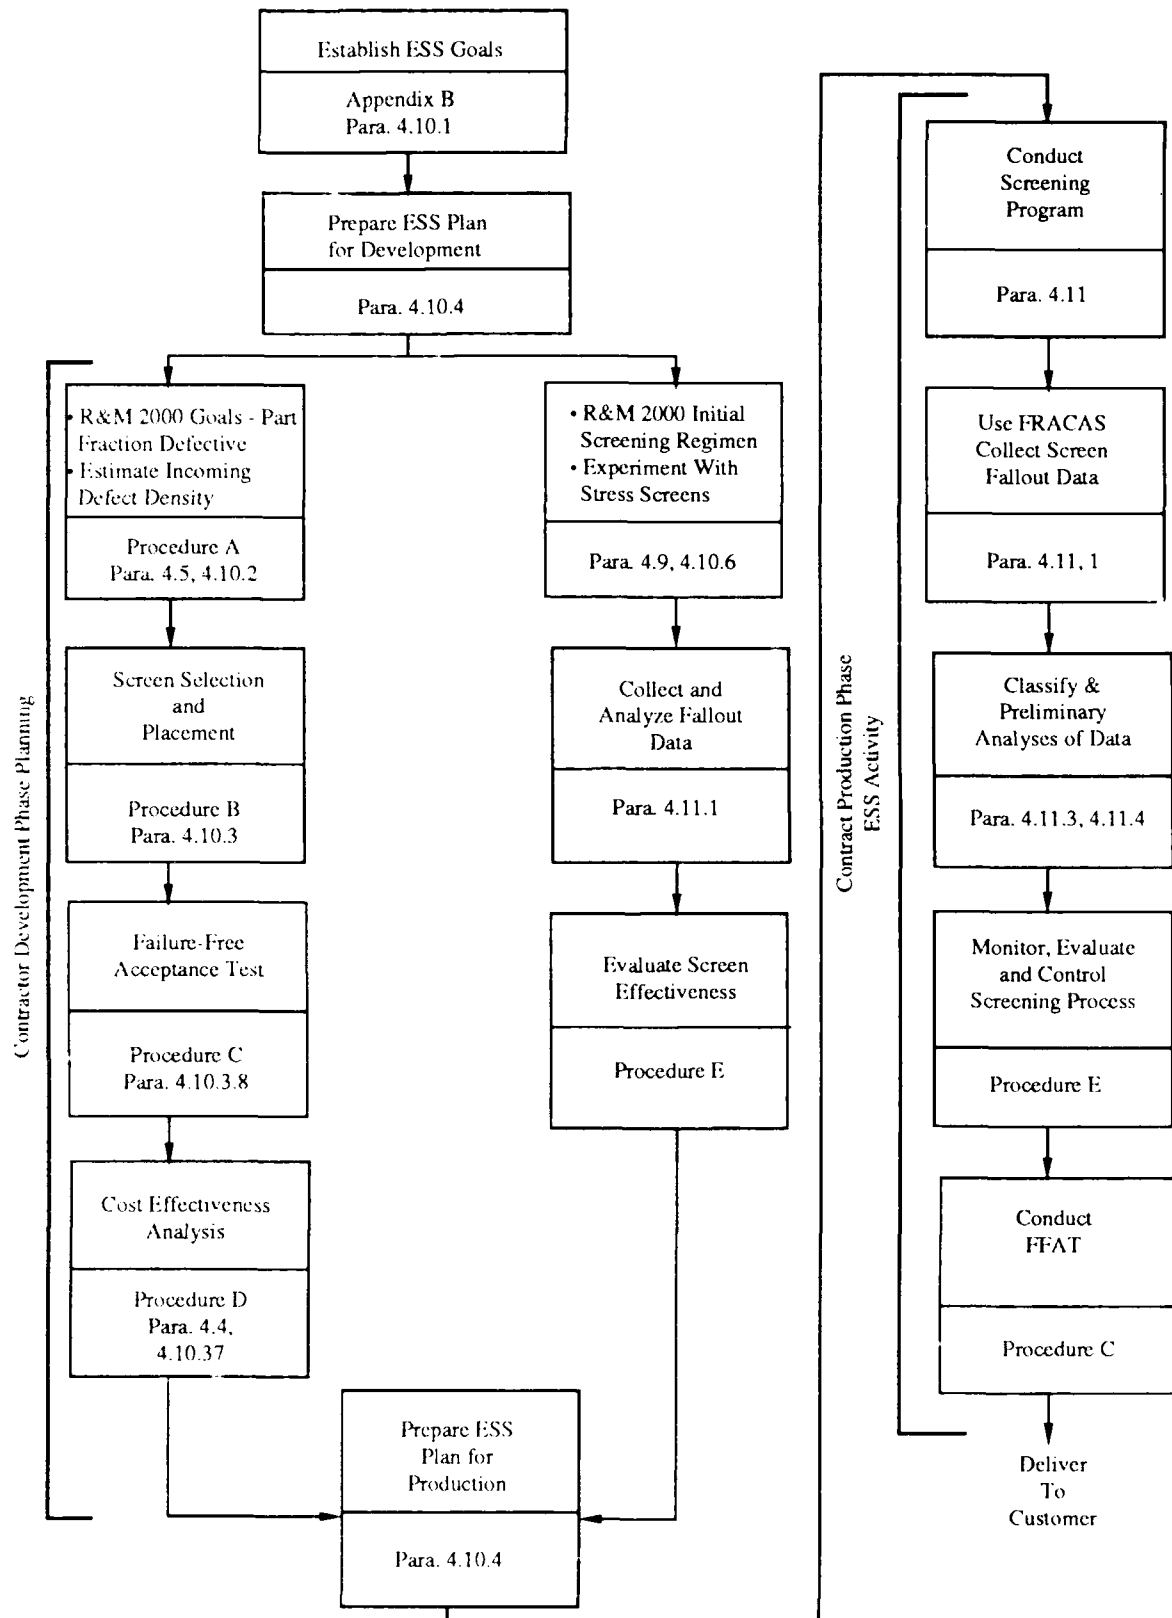 Establish ESS Goals
Appendix B
Para. 4.10.1
Prepare ESS Plan
for Development
Para. 4.10.4
Contractor Development Phase Planning
• R&M 2000 Goals - Part
Fraction Defective
• Estimate Incoming
Defect Density
Procedure A
Para. 4.5, 4.10.2
Screen Selection
and
Placement
Procedure B
Para. 4.10.3
Failure-Free
Acceptance Test
Procedure C
Para. 4.10.3.8
Cost Effectiveness
Analysis
Procedure D
Para. 4.4,
4.10.37
• R&M 2000 Initial
Screening Regimen
• Experiment With
Stress Screens
Para. 4.9, 4.10.6
Collect and
Analyze Fallout
Data
Para. 4.11.1
Evaluate Screen
Effectiveness
Procedure E
Prepare ESS
Plan for
Production
Para. 4.10.4
Contract Production Phase
ESS Activity
Conduct
Screening
Program
Para. 4.11
Use FRACAS
Collect Screen
Fallout Data
Para. 4.11, 1
Classify &
Preliminary
Analyses of Data
Para. 4.11.3, 4.11.4
Monitor, Evaluate
and Control
Screening Process
Procedure E
Conduct
FFAT
Procedure C
Deliver
To
Customer